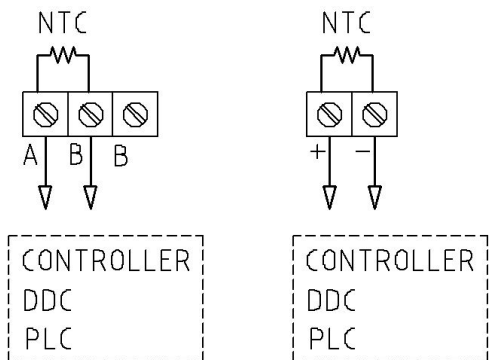 NTC
A B B
CONTROLLER
DDC
PLC
NTC
+ -
CONTROLLER
DDC
PLC